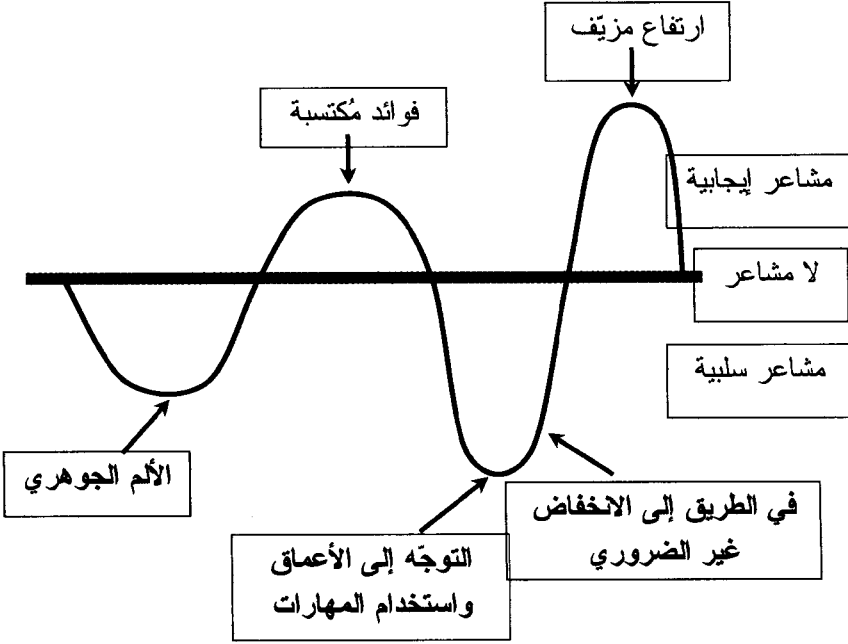 ارتفاع مزيّف
فوائد مُكتسبة
مشاعر إيجابية
لا مشاعر
مشاعر سلبية
الألم الجوهري
في الطريق إلى الانخفاض
غير الضروري
التوجّه إلى الأعماق
واستخدام المهارات